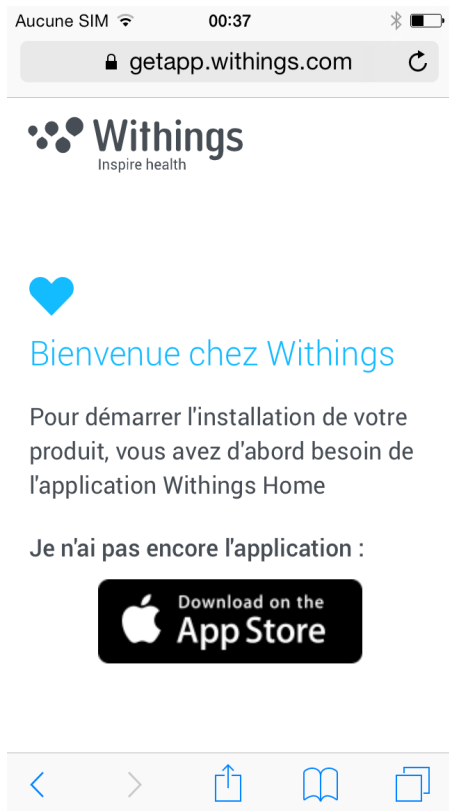 Aucune SIM 00:37
getapp.withings.com
Withings
Inspire health
Bienvenue chez Withings
Pour démarrer l'installation de votre
produit, vous avez d'abord besoin de
l'application Withings Home
Je n'ai pas encore l'application :
Download on the
App Store